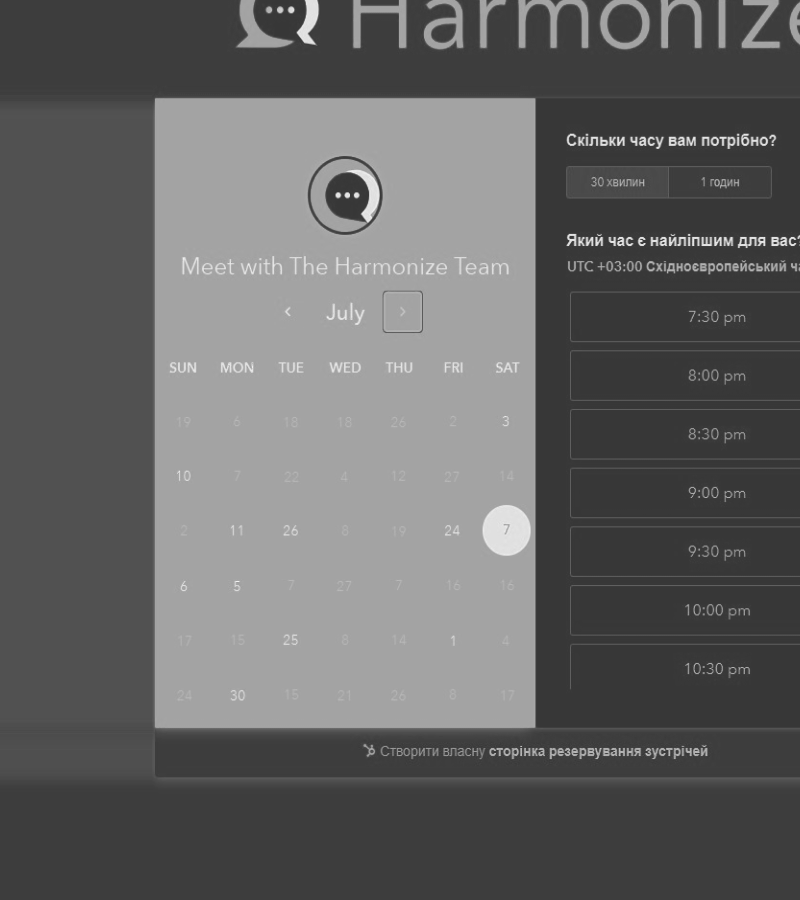 Harmonize
Meet with The Harmonize Team
July
SUN MON TUE WED THU FRI SAT
19 6 18 18 26 2 3
10 7 22 4 12 27 14
2 11 26 8 19 24 7
6 5 7 27 7 16 16
17 15 25 8 14 1 4
24 30 15 21 26 8 17
Скільки часу вам потрібно?
30 хвилин 1 годин
Який час є найліпшим для вас?
UTC +03:00 Східноєвропейський
7:30 pm
8:00 pm
8:30 pm
9:00 pm
9:30 pm
10:00 pm
10:30 pm
Створити власну сторінка резервування зустрічей